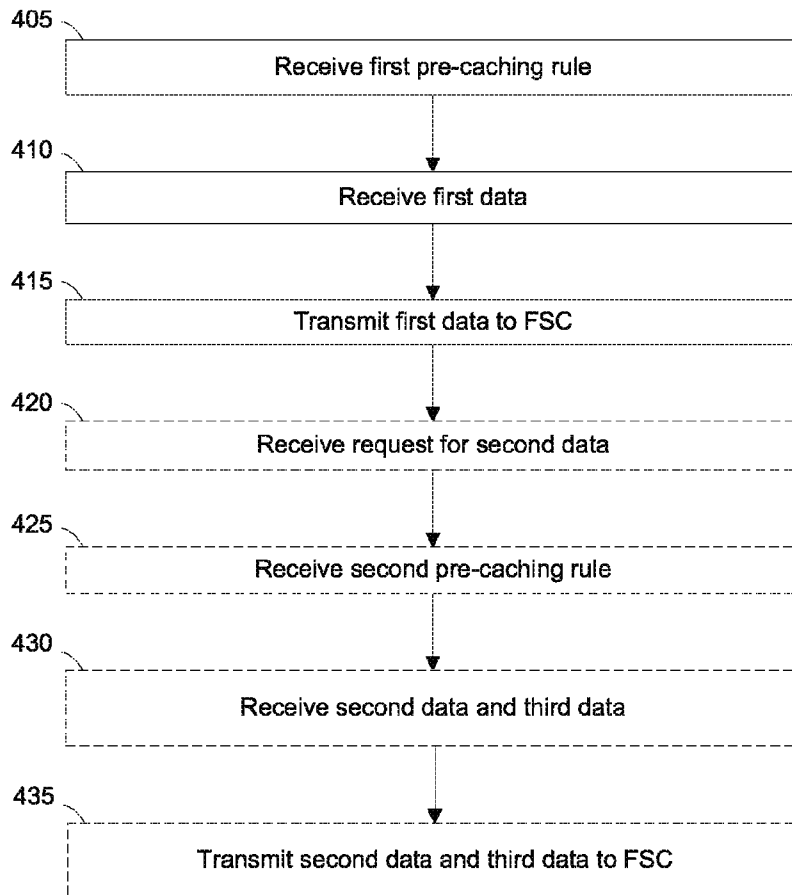 405
Receive first pre-caching rule
410
Receive first data
415
Transmit first data to FSC
420
Receive request for second data
425
Receive second pre-caching rule
430
Receive second data and third data
435
Transmit second data and third data to FSC